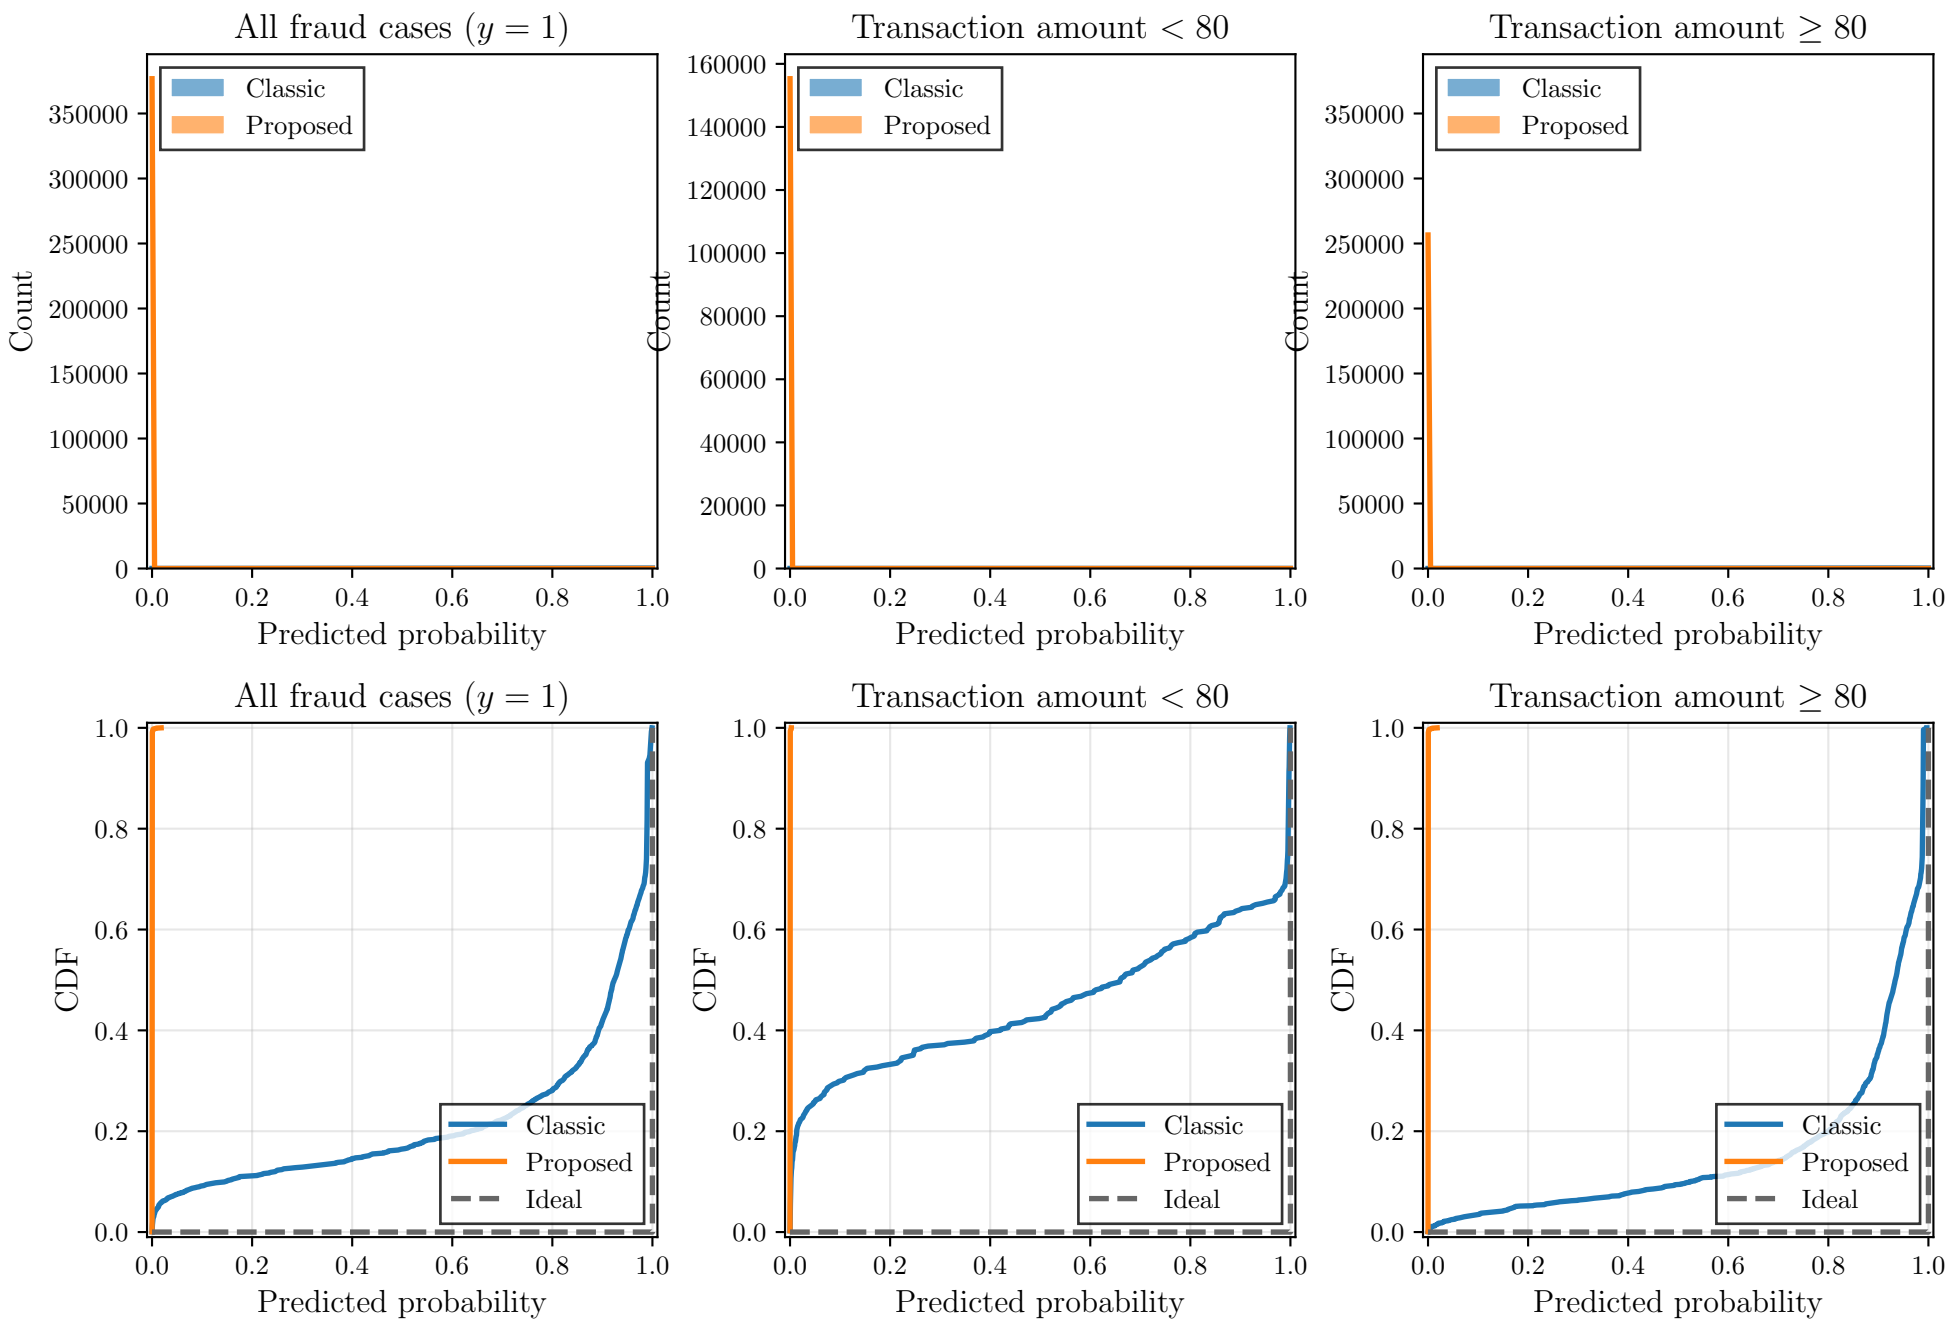 All fraud cases (y = 1)
Count
350000
300000
250000
200000
150000
100000
50000
0
Classic
Proposed
0.0 0.2 0.4 0.6 0.8 1.0
Predicted probability
Transaction amount < 80
Count
160000
140000
120000
100000
80000
60000
40000
20000
0
Classic
Proposed
0.0 0.2 0.4 0.6 0.8 1.0
Predicted probability
Transaction amount ≥ 80
Count
350000
300000
250000
200000
150000
100000
50000
0
Classic
Proposed
0.0 0.2 0.4 0.6 0.8 1.0
Predicted probability
All fraud cases (y = 1)
CDF
1.0
0.8
0.6
0.4
0.2
0.0
Classic
Proposed
Ideal
0.0 0.2 0.4 0.6 0.8 1.0
Predicted probability
Transaction amount < 80
CDF
1.0
0.8
0.6
0.4
0.2
0.0
Classic
Proposed
Ideal
0.0 0.2 0.4 0.6 0.8 1.0
Predicted probability
Transaction amount ≥ 80
CDF
1.0
0.8
0.6
0.4
0.2
0.0
Classic
Proposed
Ideal
0.0 0.2 0.4 0.6 0.8 1.0
Predicted probability